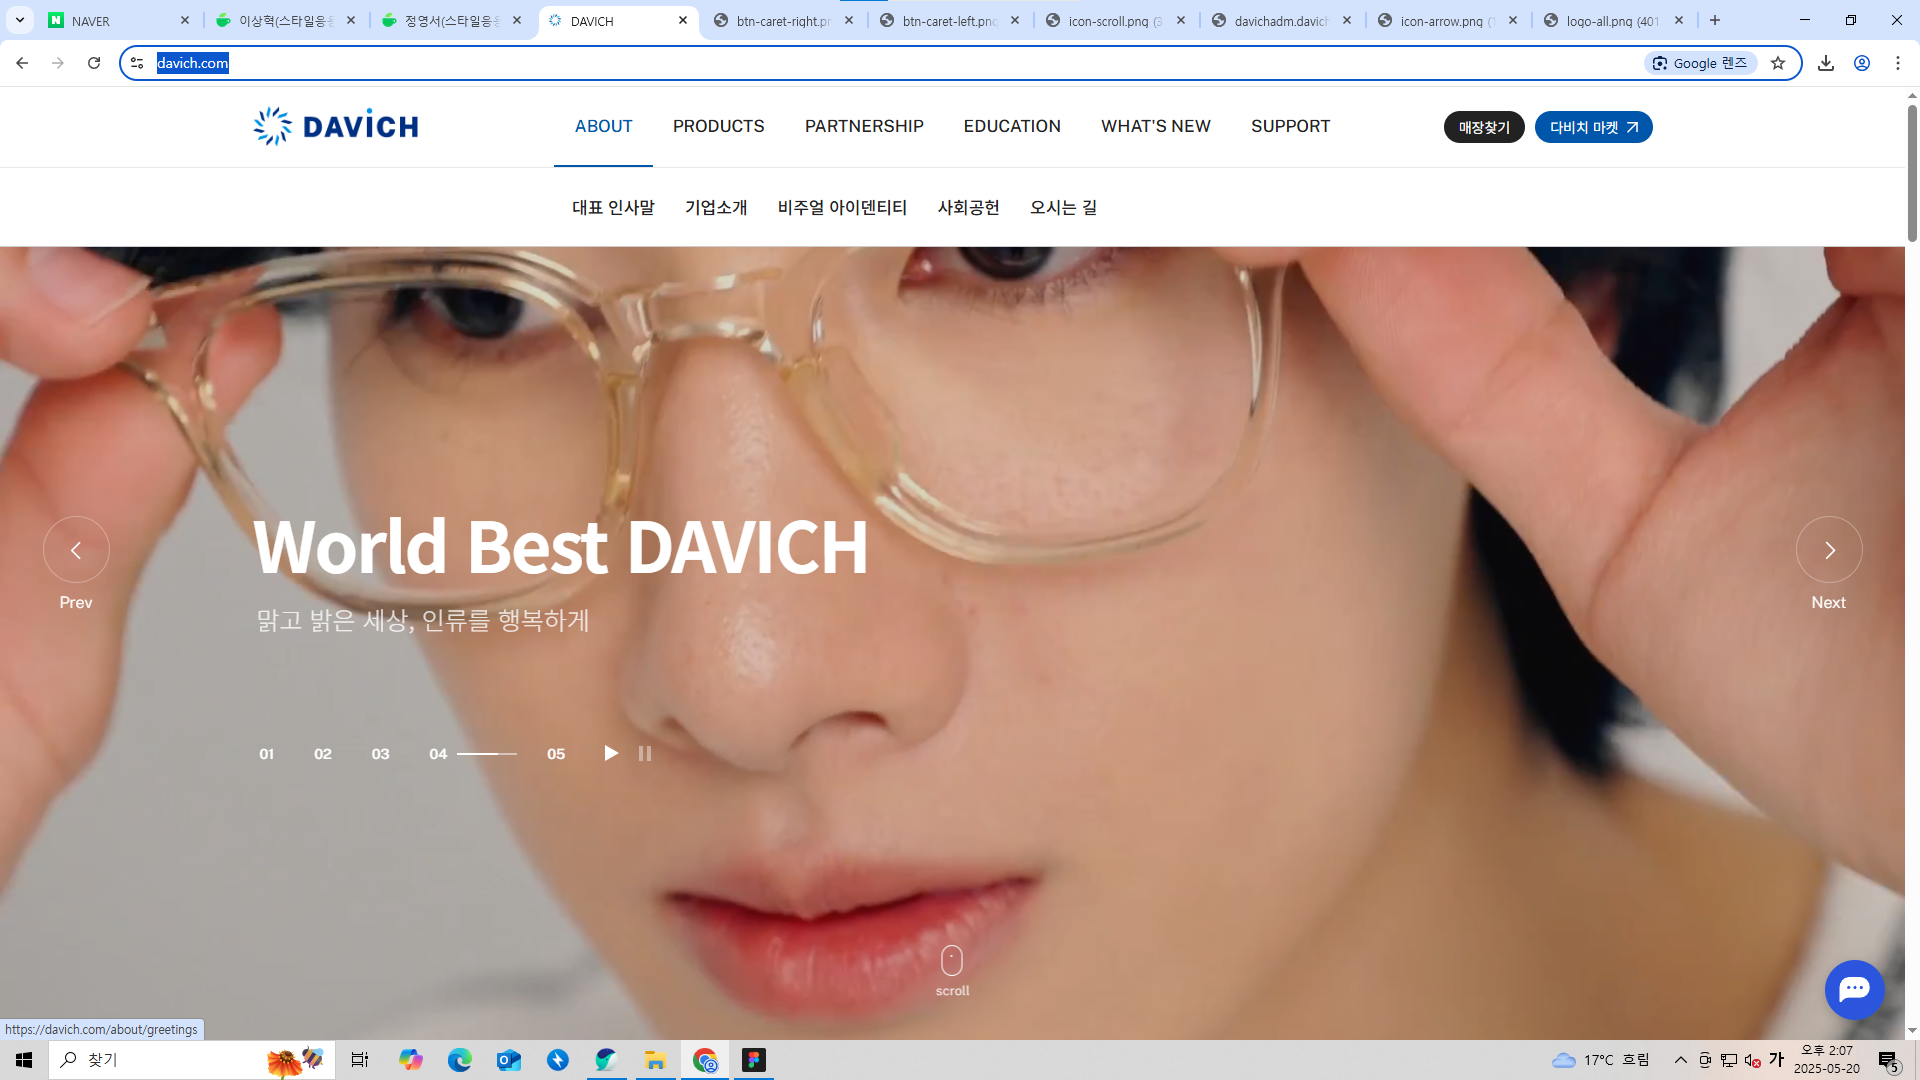 NAVER
이상혁(스타일응용
정영서(스타일응용
DAVICH
btn-caret-right.pr
btn-caret-left.png
icon-scroll.png (3
davichadm.davich
icon-arrow.png (1
logo-all.png (401
davich.com
Google 렌즈
DAVICH
ABOUT
PRODUCTS
PARTNERSHIP
EDUCATION
WHAT'S NEW
SUPPORT
매장찾기
다비치 마켓
대표 인사말
기업소개
비주얼 아이덴티티
사회공헌
오시는 길
World Best DAVICH
맑고 밝은 세상, 인류를 행복하게
Prev
Next
01
02
03
04
05
scroll
https://davich.com/about/greetings
찾기
17°C 흐림
가
오후 2:07
2025-05-20
5